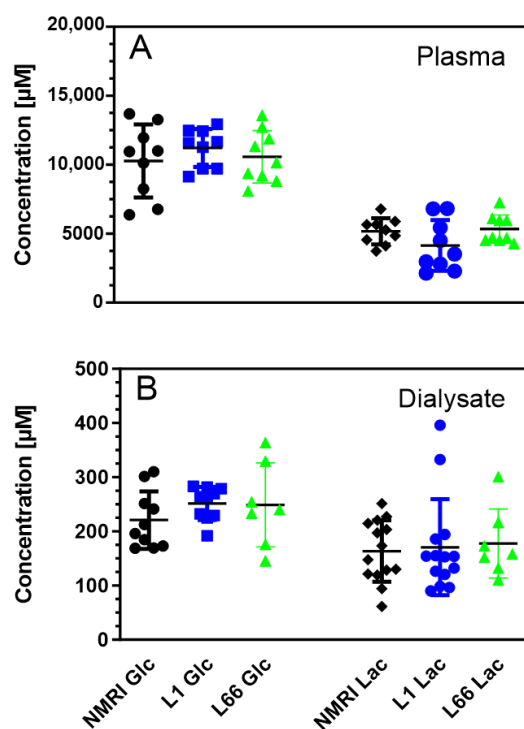 A
Plasma
Concentration [µM]
20,000
15,000
10,000
5000
0
B
Dialysate
Concentration [µM]
500
400
300
200
100
0
NMRI Glc
L1 Glc
L66 Glc
NMRI Lac
L1 Lac
L66 Lac